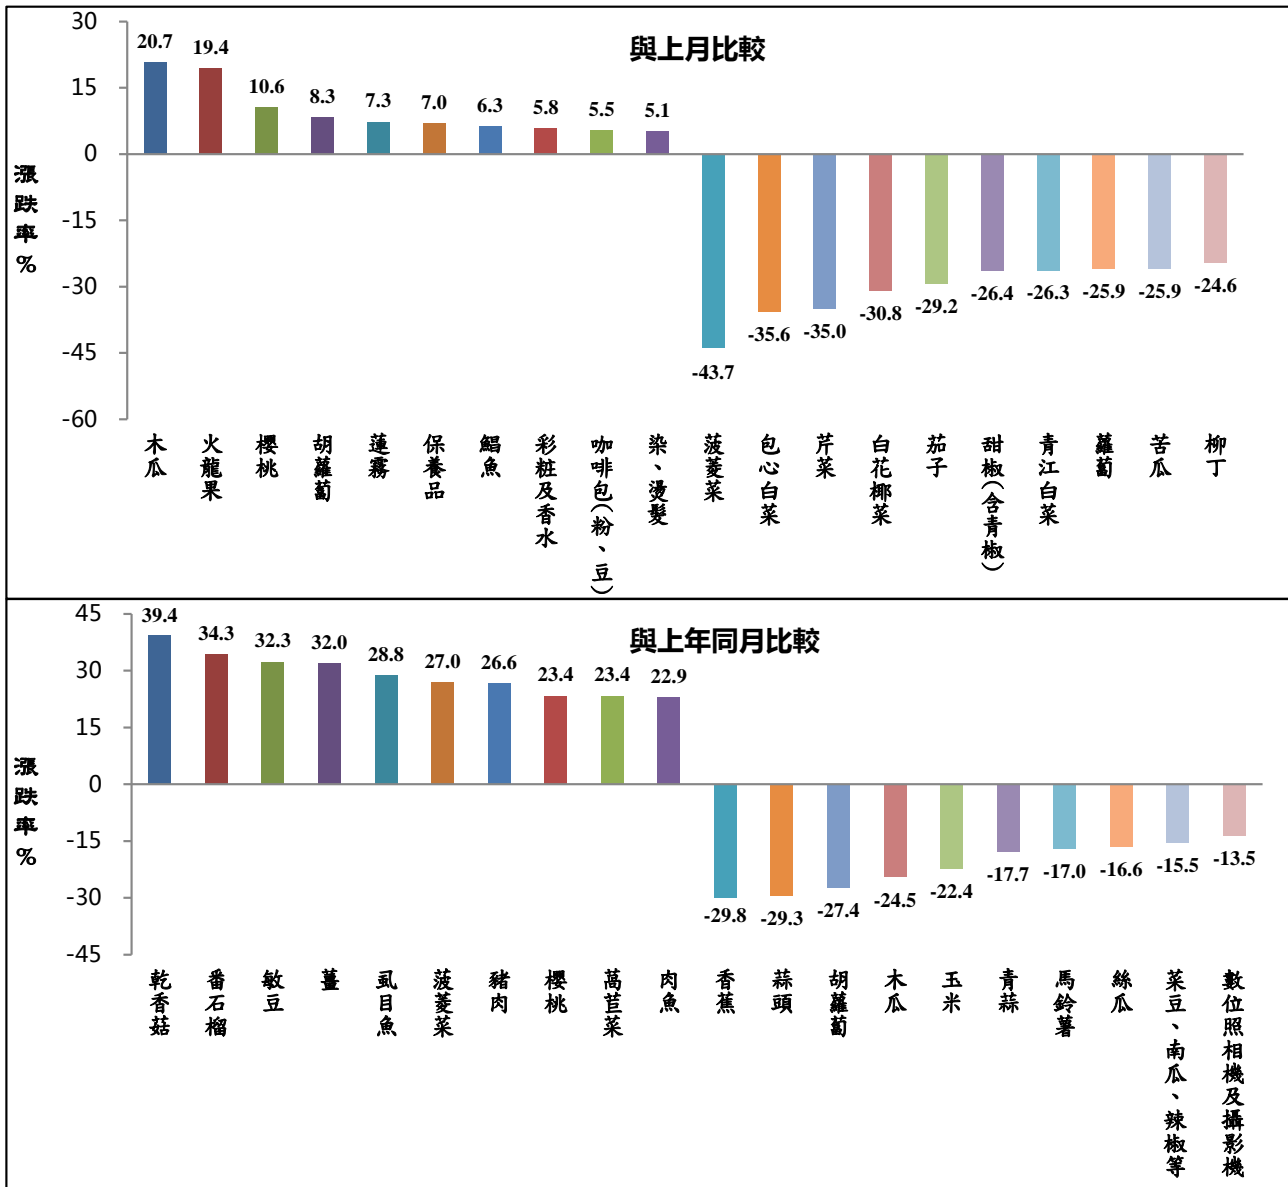 與上月比較
漲跌率%
30
15
0
-15
-30
-45
-60
20.7
19.4
10.6
8.3
7.3
7.0
6.3
5.8
5.5
5.1
-43.7
-35.6
-35.0
-30.8
-29.2
-26.4
-26.3
-25.9
-25.9
-24.6
木瓜
火龍果
櫻桃
胡蘿蔔
蓮霧
保養品
鯧魚
彩粧及香水
咖啡包(粉、豆)
染、燙髮
菠菱菜
包心白菜
芹菜
白花椰菜
茄子
甜椒(含青椒)
青江白菜
蘿蔔
苦瓜
柳丁
與上年同月比較
漲跌率%
45
30
15
0
-15
-30
-45
39.4
34.3
32.3
32.0
28.8
27.0
26.6
23.4
23.4
22.9
-29.8
-29.3
-27.4
-24.5
-22.4
-17.7
-17.0
-16.6
-15.5
-13.5
乾香菇
番石榴
敏豆
薑
虱目魚
菠菱菜
豬肉
櫻桃
萵苣菜
肉魚
香蕉
蒜頭
胡蘿蔔
木瓜
玉米
青蒜
馬鈴薯
絲瓜
菜豆、南瓜、辣椒等
數位照相機及攝影機